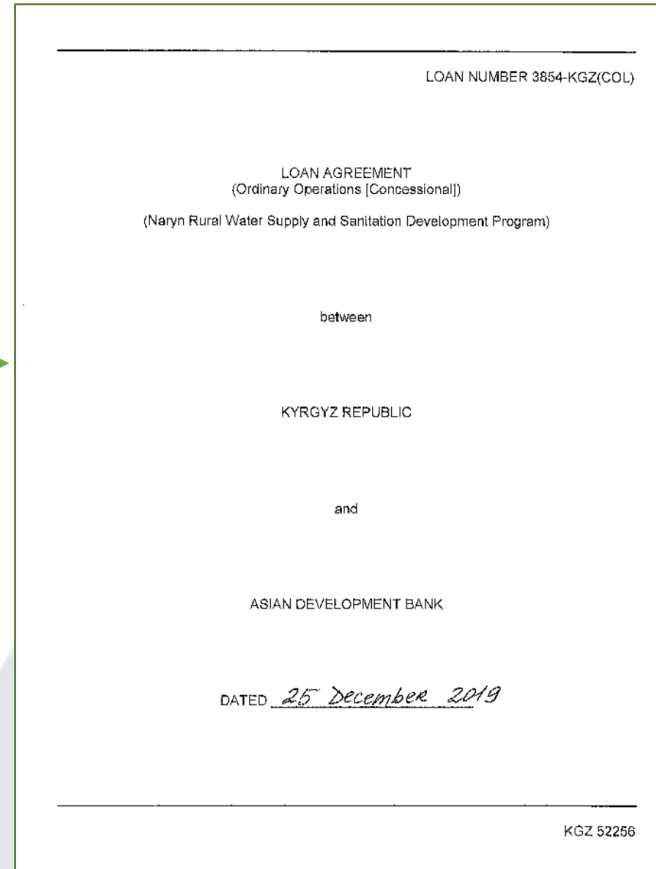 LOAN NUMBER 3854-KGZ(COL)
LOAN AGREEMENT
(Ordinary Operations [Concessional])
(Naryn Rural Water Supply and Sanitation Development Program)
between
KYRGYZ REPUBLIC
and
ASIAN DEVELOPMENT BANK
DATED 25 December 2019
KGZ 52256